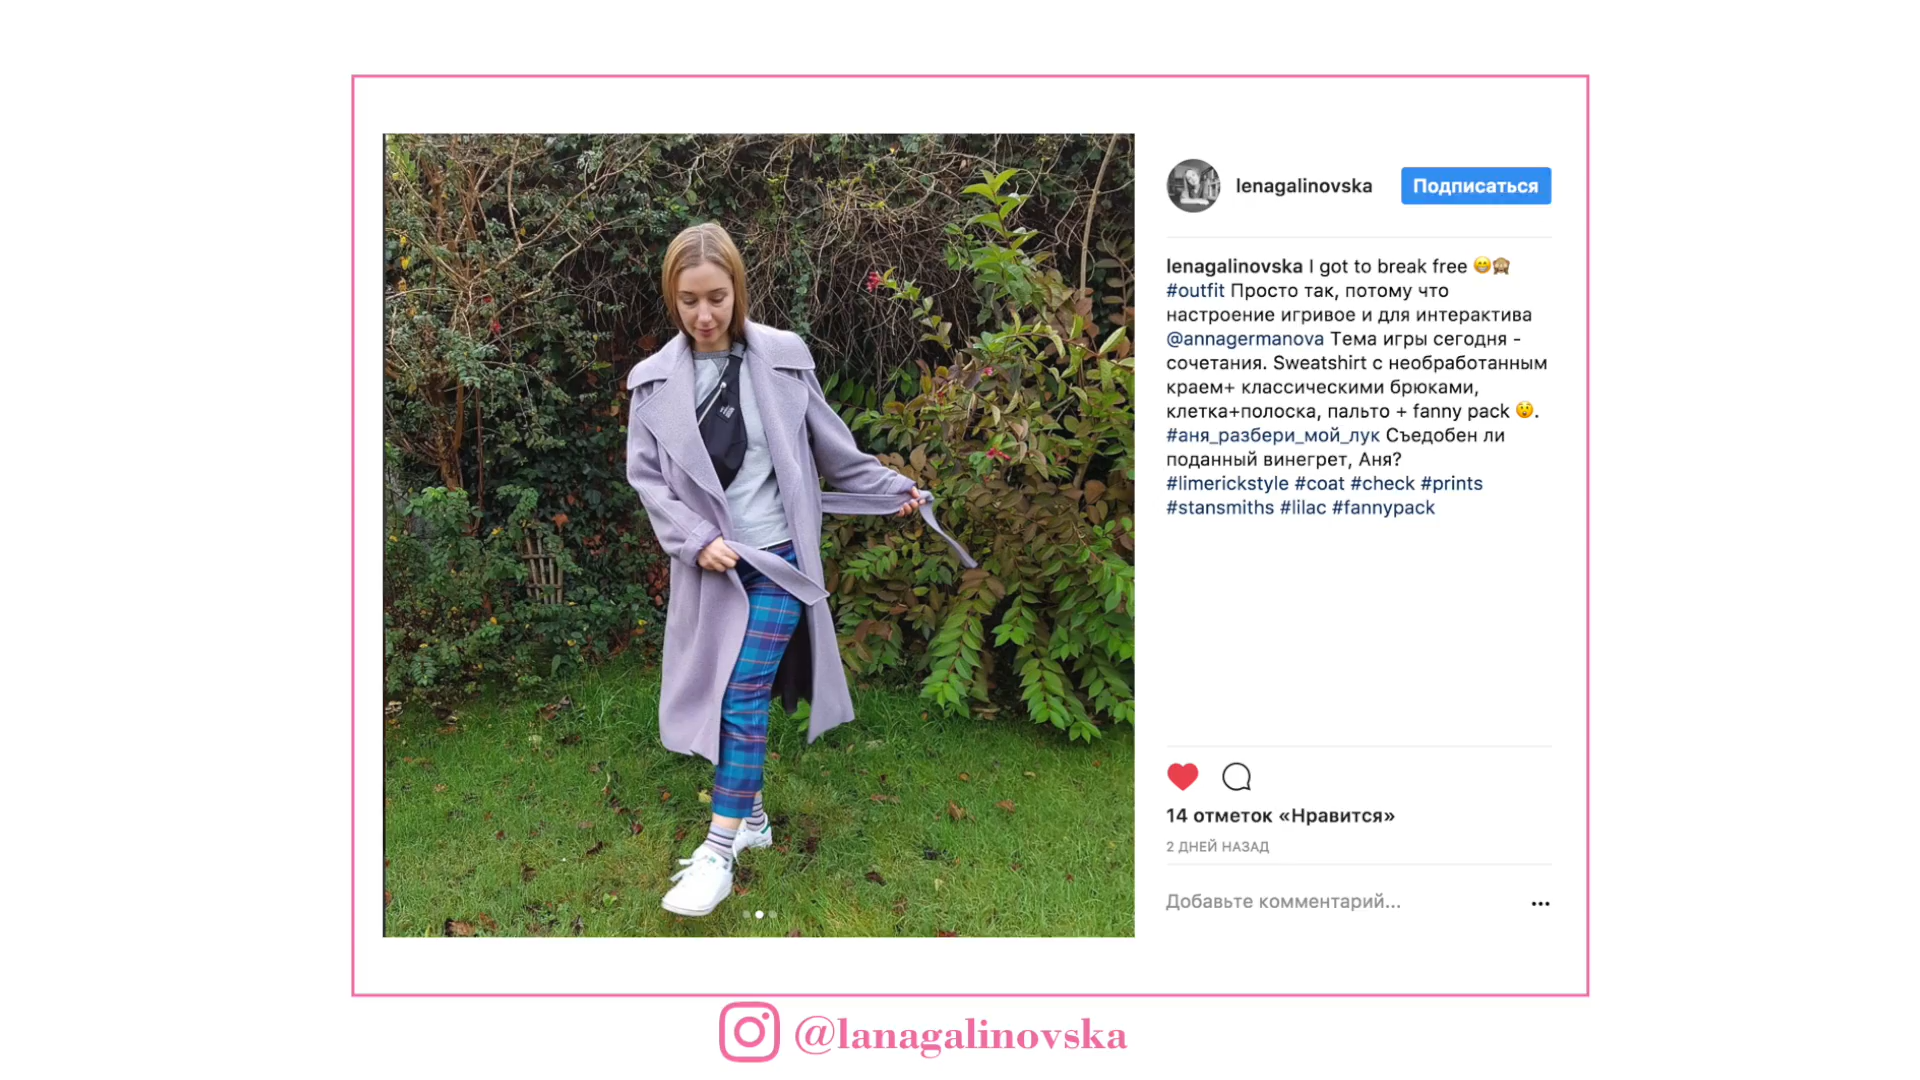 lenagalinovska
Подписаться
lenagalinovska I got to break free 😁🙈
#outfit Просто так, потому что
настроение игривое и для интерактива
@annagermanova Тема игры сегодня -
сочетания. Sweatshirt с необработанным
краем+ классическими брюками,
клетка+полоска, пальто + fanny pack 😲.
#аня_разбери_мой_лук Съедобен ли
поданный винегрет, Аня?
#limerickstyle #coat #check #prints
#stansmiths #lilac #fannypack
14 отметок «Нравится»
2 ДНЕЙ НАЗАД
Добавьте комментарий...
@lanagalinovska